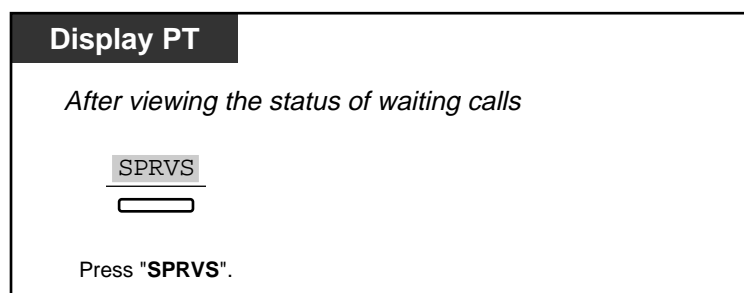 Display PT
After viewing the status of waiting calls
SPRVS
Press "SPRVS".